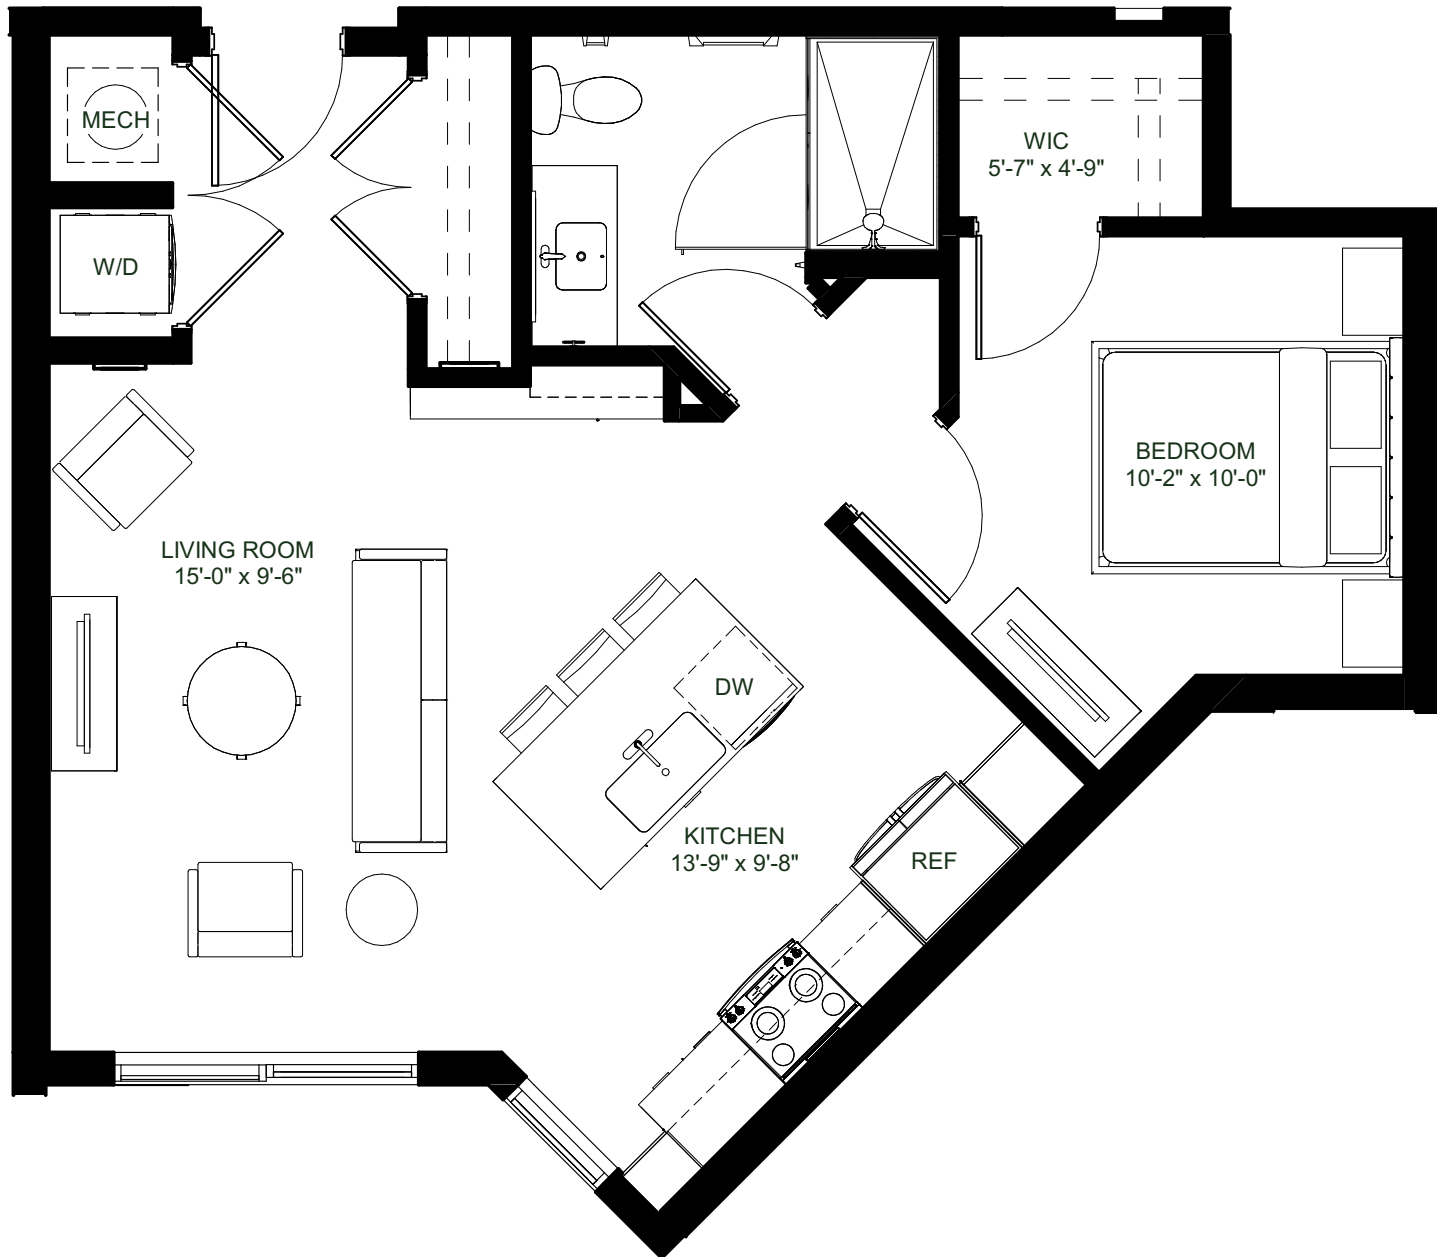 MECH
WIC
5'-7" x 4'-9"
W/D
BEDROOM
10'-2" x 10'-0"
LIVING ROOM
15'-0" x 9'-6"
DW
KITCHEN
13'-9" x 9'-8"
REF